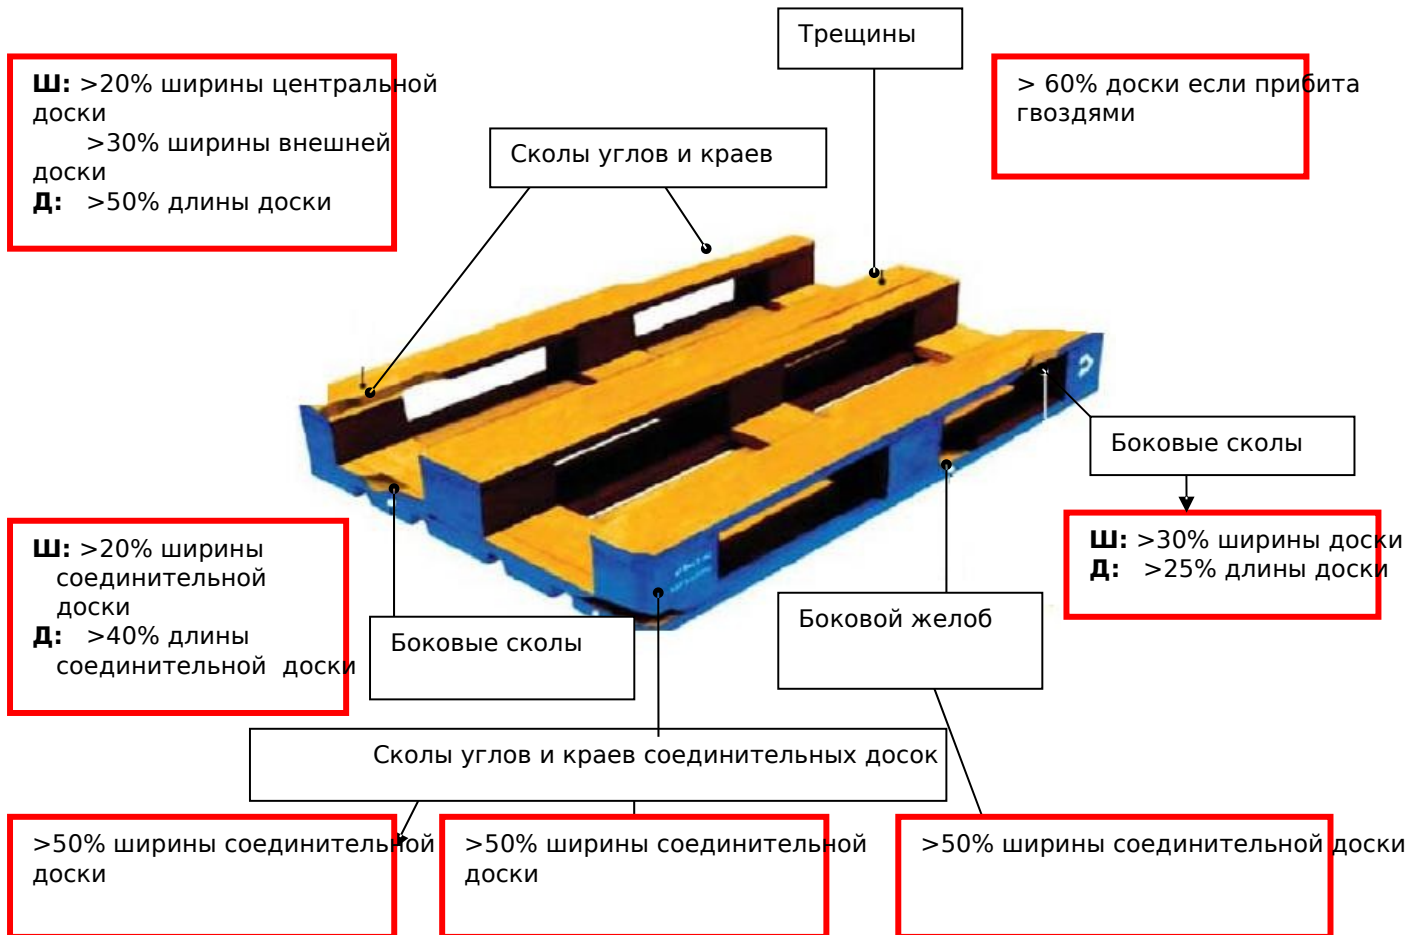 Трещины
Ш: >20% ширины центральной
доски
>30% ширины внешней
доски
Д: >50% длины доски
> 60% доски если прибита
гвоздями
Сколы углов и краев
Боковые сколы
Ш: >30% ширины доски
Д: >25% длины доски
Ш: >20% ширины
соединительной
доски
Д: >40% длины
соединительной доски
Боковые сколы
Боковой желоб
Сколы углов и краев соединительных досок
>50% ширины соединительной
доски
>50% ширины соединительной
доски
>50% ширины соединительной доски